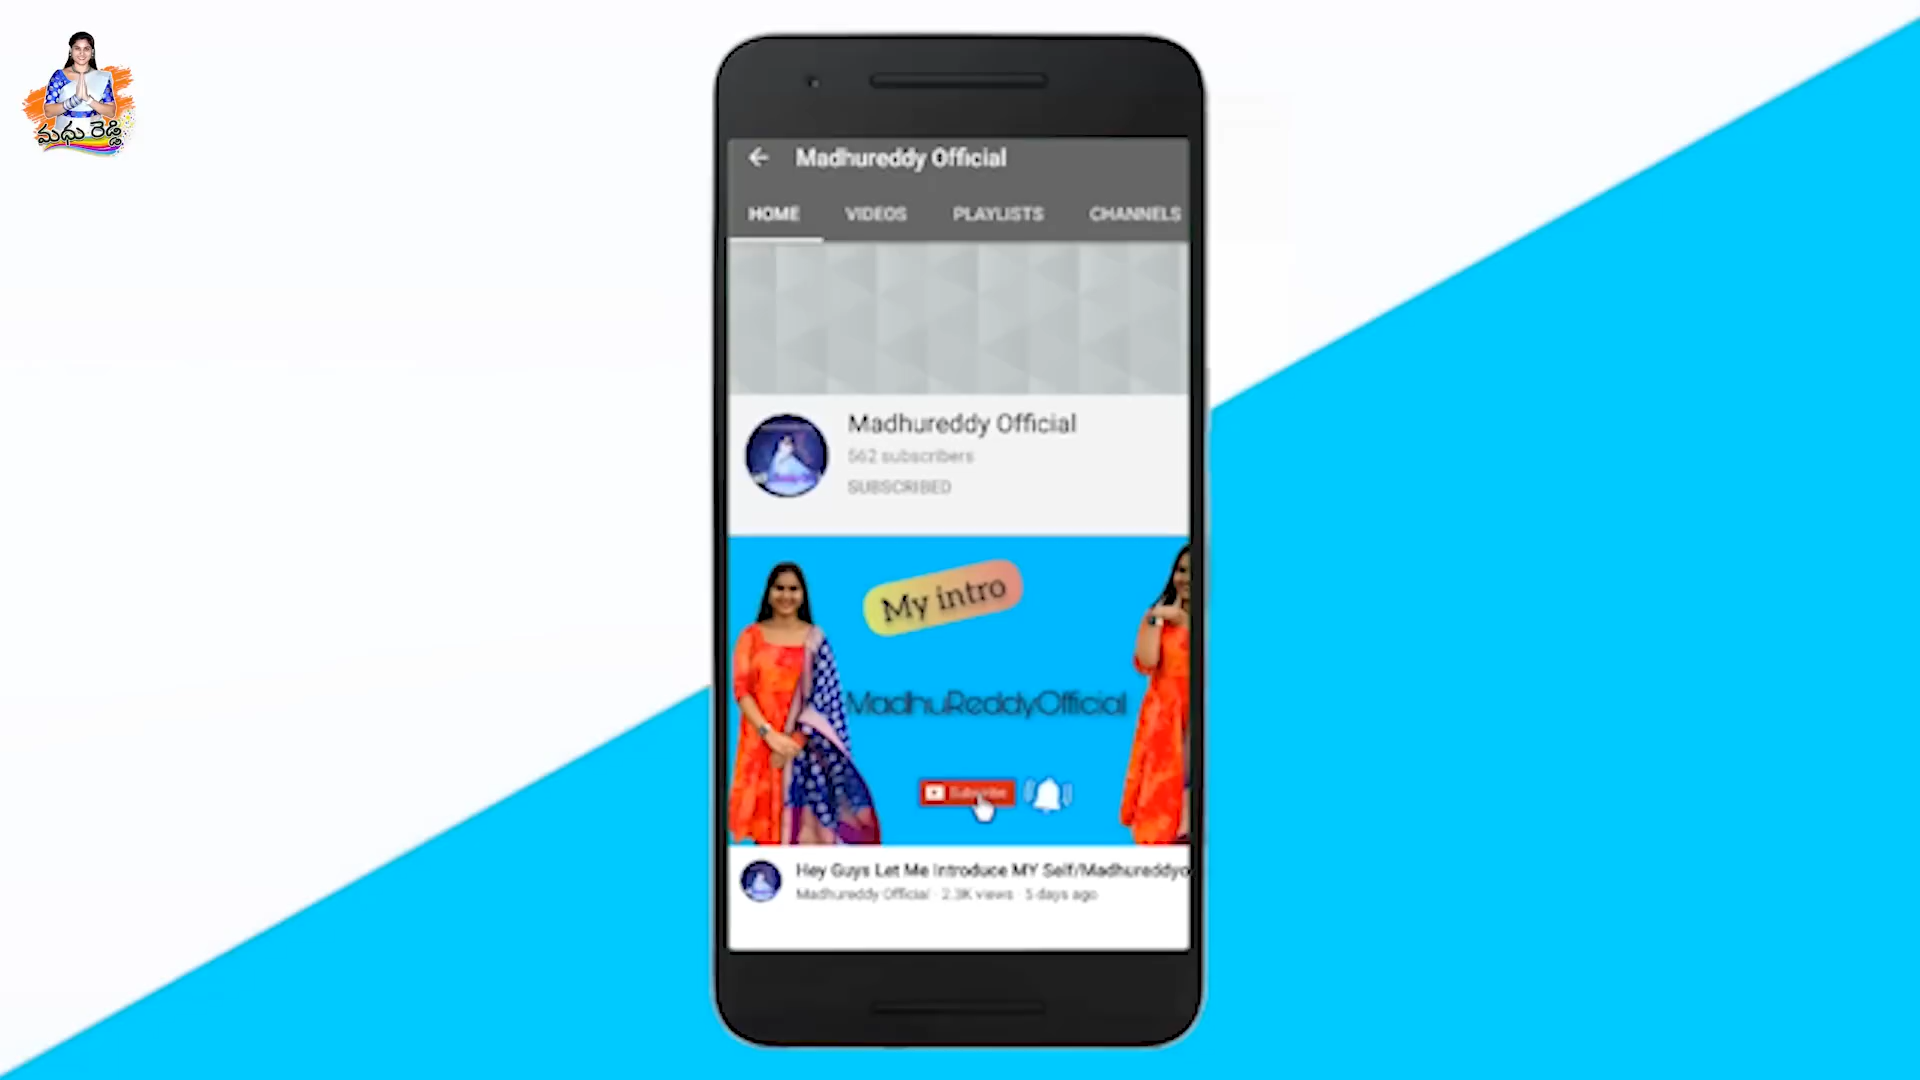 మధు రెడ్డి
Madhureddy Official
HOME VIDEOS PLAYLISTS CHANNELS
Madhureddy Official
562 subscribers
SUBSCRIBED
My intro
MadhuReddyOfficial
Subscribe
Hey Guys Let Me Introduce MY Self/Madhureddyo
Madhureddy Official · 2.3K views · 5 days ago